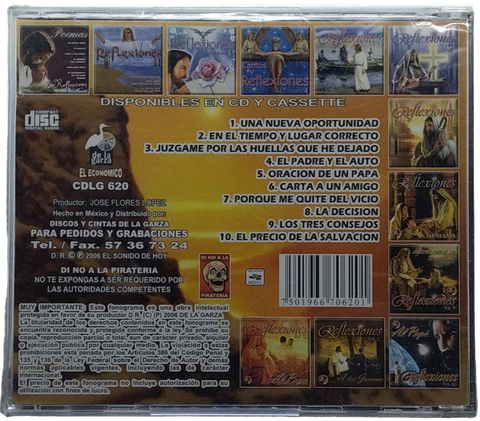 Poemas
Reflexiones
Reflexiones
Reflexiones
Cantos
Reflexiones
Reflexiones
Reflexiones
DISPONIBLES EN CD Y CASSETTE
COMPACT
disc
DIGITAL AUDIO
de la
garza
EL ECONOMICO
CDLG 620
Productor: JOSE FLORES LOPEZ
Hecho en México y Distribuido por:
DISCOS Y CINTAS DE LA GARZA
PARA PEDIDOS Y GRABACIONES
Tel. / Fax. 57 36 73 24
D. R. © ℗ 2006 EL SONIDO DE HOY
DI NO A LA PIRATERIA
NO TE EXPONGAS A SER REQUERIDO POR
LAS AUTORIDADES COMPETENTES
1. UNA NUEVA OPORTUNIDAD
2. EN EL TIEMPO Y LUGAR CORRECTO
3. JUZGAME POR LAS HUELLAS QUE HE DEJADO
4. EL PADRE Y EL AUTO
5. ORACION DE UN PAPA
6. CARTA A UN AMIGO
7. PORQUE ME QUITE DEL VICIO
8. LA DECISION
9. LOS TRES CONSEJOS
10. EL PRECIO DE LA SALVACION
DI NO A LA
PIRATERIA
7 501966 706201
Reflexiones
Reflexiones
Reflexiones
MUY IMPORTANTE: Este fonograma es una obra intelectual
protegida en favor de su productor D.R. (C) (P) 2006 DE LA GARZA
La titularidad de los derechos contenidos en este fonograma se
encuentra reconocida y protegida conforme a la ley. Se prohibe la
copia, reproducción parcial o total, aun de carácter privado, alquiler
o ejecución publica por cualquier medio. La violación a estas
prohibiciones está penada por los Artículos 386 del Código Penal y
135 y 136 de la Ley Federal sobre el Derecho de Autor y demás
normas aplicables vigentes, incluyendo las de carácter
internacional.
El precio de este fonograma no incluye autorización para su
utilización con fines de lucro.
Reflexiones
Reflexiones
Mi Papá
Reflexiones